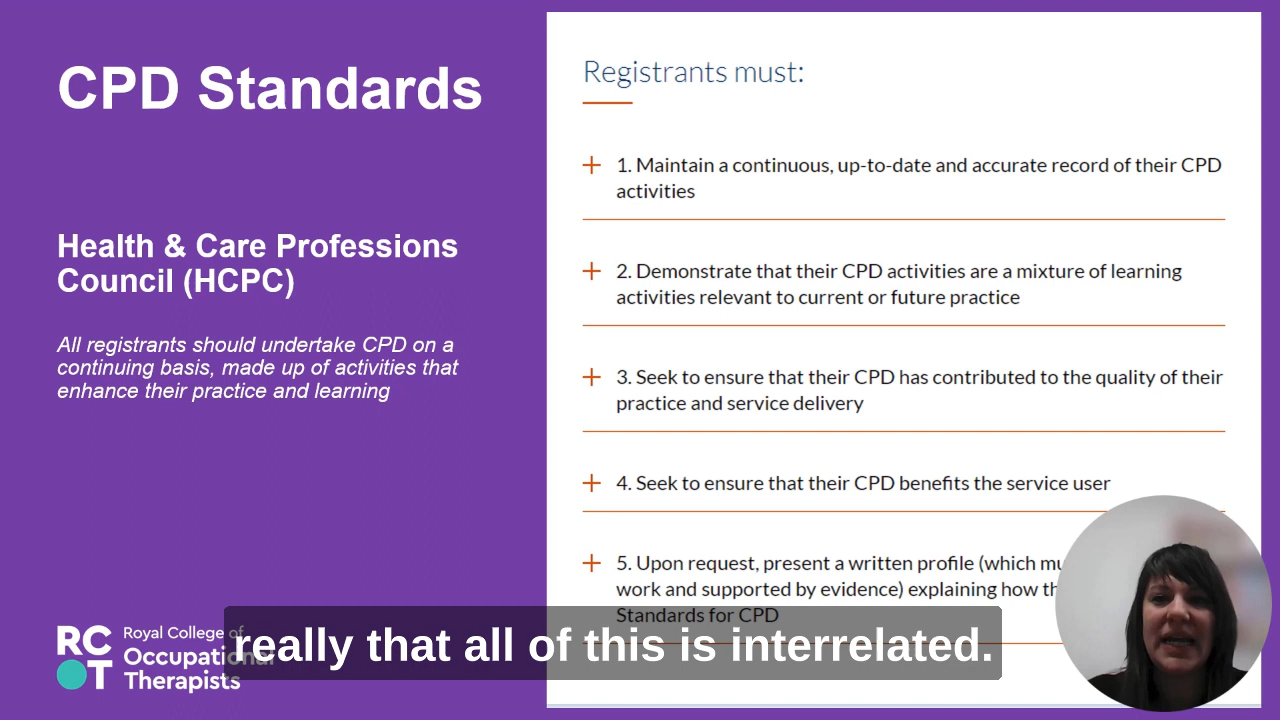 CPD Standards
Health & Care Professions
Council (HCPC)
All registrants should undertake CPD on a
continuing basis, made up of activities that
enhance their practice and learning
Registrants must:
1. Maintain a continuous, up-to-date and accurate record of their CPD
activities
2. Demonstrate that their CPD activities are a mixture of learning
activities relevant to current or future practice
3. Seek to ensure that their CPD has contributed to the quality of their
practice and service delivery
4. Seek to ensure that their CPD benefits the service user
5. Upon request, present a written profile (which
work and supported by evidence) explaining how
Standards for CPD
RC
OT
Royal College of
Occupational
Therapists
really that all of this is interrelated.